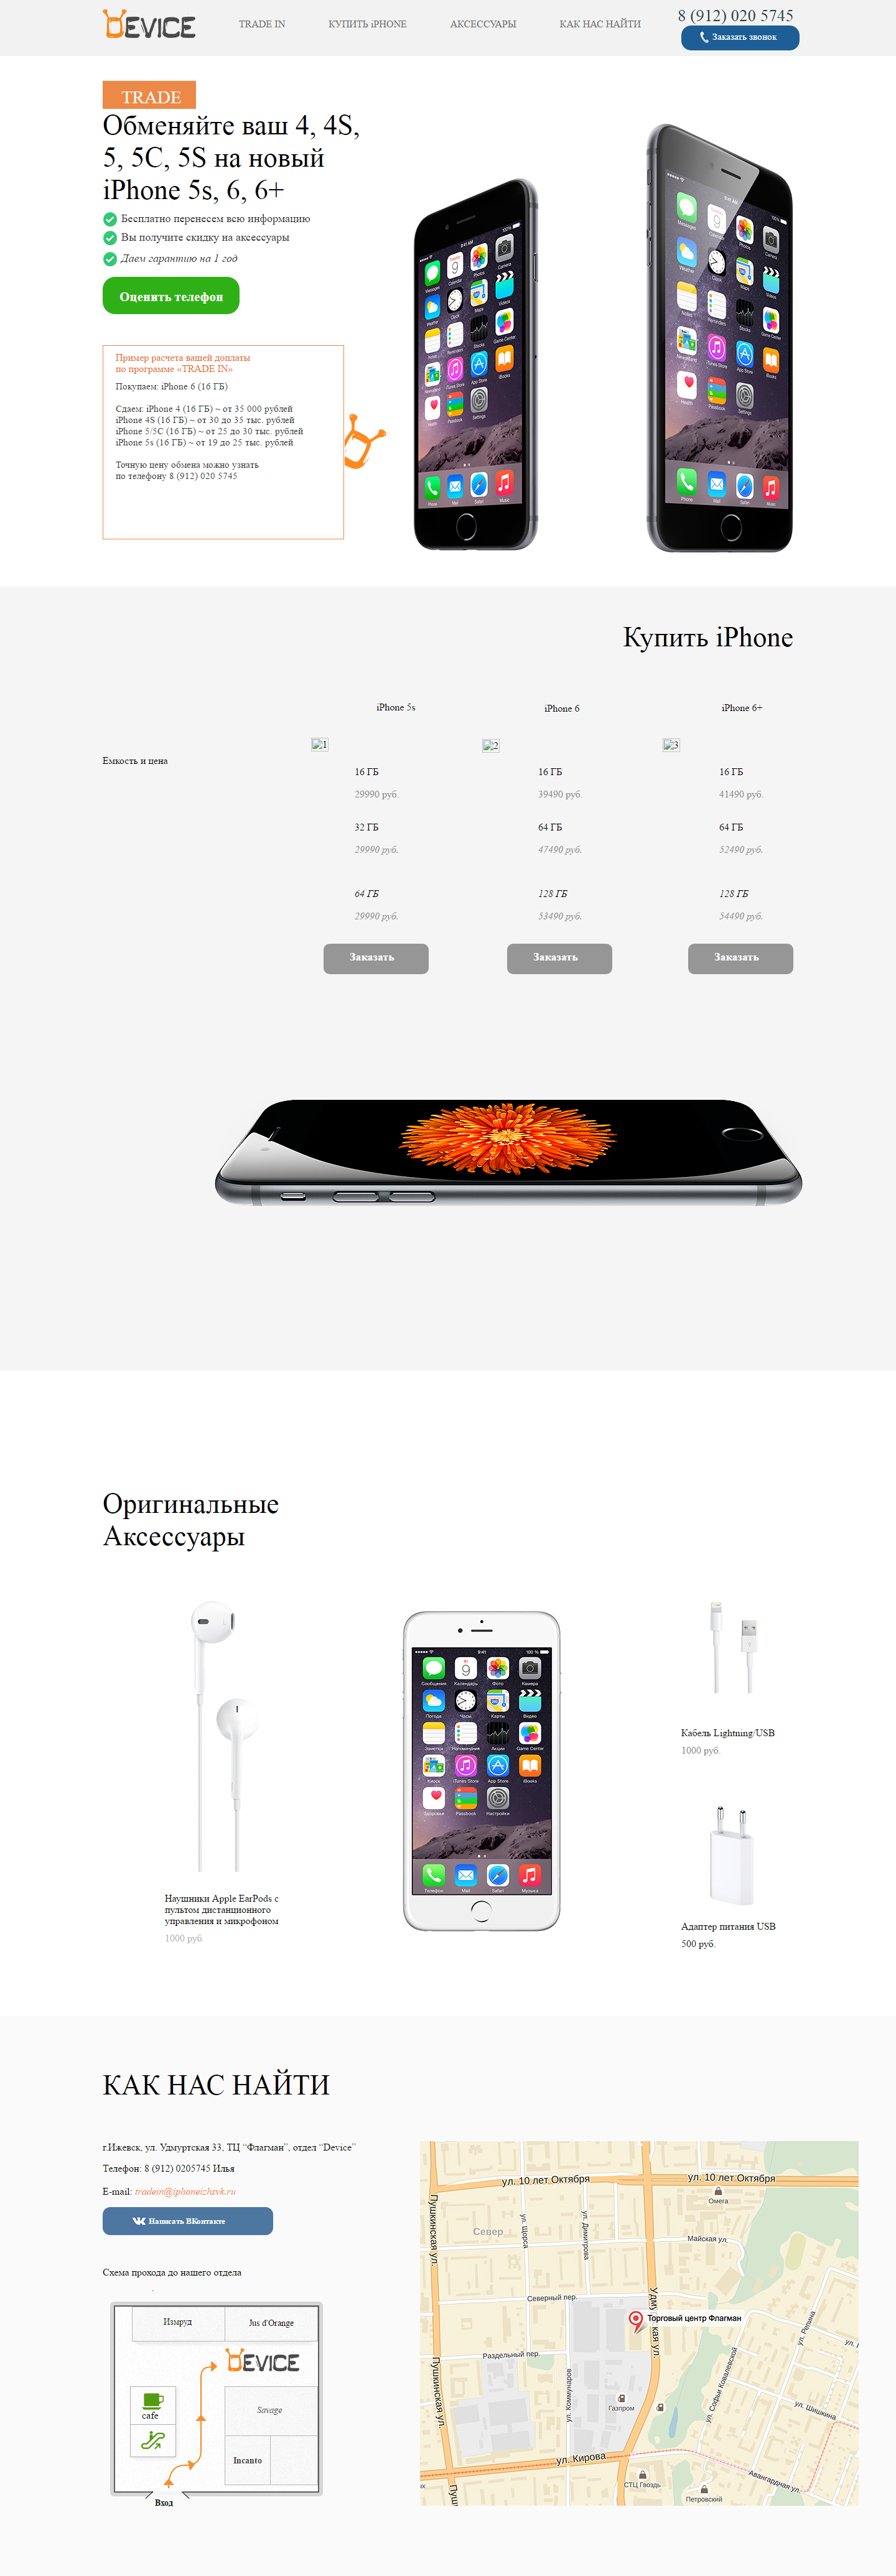 DEVICE
TRADE IN
КУПИТЬ iPHONE
АКСЕССУАРЫ
КАК НАС НАЙТИ
8 (912) 020 5745
Заказать звонок
TRADE
Обменяйте ваш 4, 4S,
5, 5C, 5S на новый
iPhone 5s, 6, 6+
Бесплатно перенесем всю информацию
Вы получите скидку на аксессуары
Даем гарантию на 1 год
Оценить телефон
Пример расчета вашей доплаты
по программе «TRADE IN»
Покупаем: iPhone 6 (16 ГБ)
Сдаем: iPhone 4 (16 ГБ) ~ от 35 000 рублей
iPhone 4S (16 ГБ) ~ от 30 до 35 тыс. рублей
iPhone 5/5C (16 ГБ) ~ от 25 до 30 тыс. рублей
iPhone 5s (16 ГБ) ~ от 19 до 25 тыс. рублей
Точную цену обмена можно узнать
по телефону 8 (912) 020 5745
Купить iPhone
iPhone 5s
iPhone 6
iPhone 6+
1
2
3
Емкость и цена
16 ГБ
16 ГБ
16 ГБ
29990 руб.
39490 руб.
41490 руб.
32 ГБ
64 ГБ
64 ГБ
29990 руб.
47490 руб.
52490 руб.
64 ГБ
128 ГБ
128 ГБ
29990 руб.
53490 руб.
54490 руб.
Заказать
Заказать
Заказать
Оригинальные
Аксессуары
Кабель Lightning/USB
1000 руб.
Наушники Apple EarPods с
пультом дистанционного
управления и микрофоном
1000 руб
Адаптер питания USB
500 руб.
КАК НАС НАЙТИ
г.Ижевск, ул. Удмуртская 33, ТЦ “Флагман”, отдел “Device”
Телефон: 8 (912) 0205745 Илья
E-mail: tradein@iphoneizhevk.ru
Написать ВКонтакте
Схема прохода до нашего отдела
Измруд
Jus d'Orange
DEVICE
cafe
Savage
Incanto
Вход
ул. 10 лет Октября
ул. 10 лет Октября
Омега
Пушкинская ул.
Север
ул. Щорса
ул. Димитрова
Майская ул.
Северный пер.
Торговый центр Флагман
Раздельный пер.
Пушкинская ул.
ул. Коммунаров
Газпром
ул. Софьи Ковалевской
ул. Репина
ул. Шишкина
ул. Кирова
СТЦ Гвоздь
Авангардная ул.
Петровский